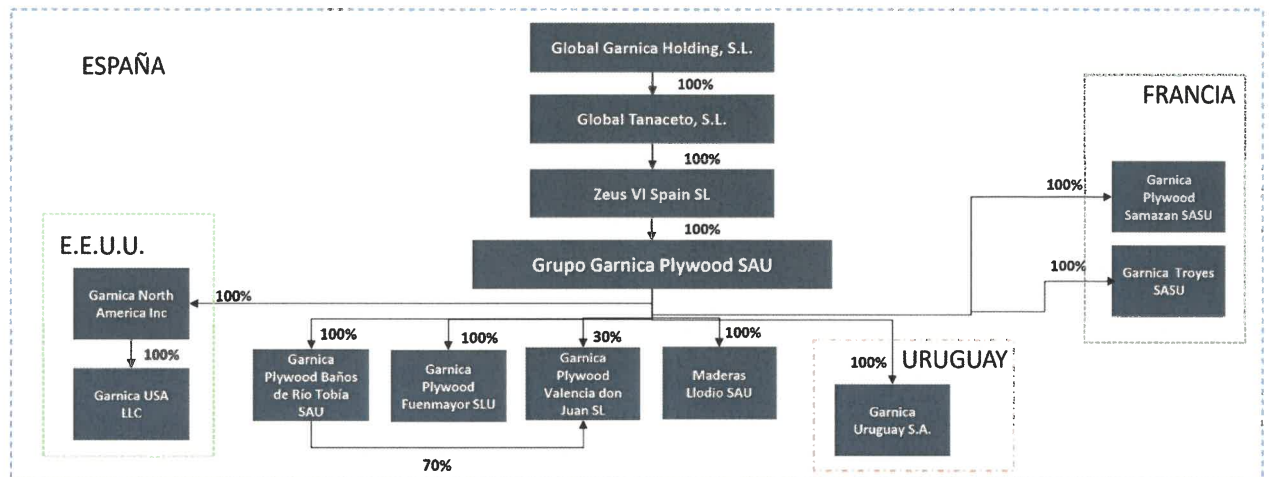 ESPAÑA
Global Garnica Holding, S.L.
100%
Global Tanaceto, S.L.
100%
Zeus VI Spain SL
100%
Grupo Garnica Plywood SAU
FRANCIA
100%
Garnica
Plywood
Samazan SASU
100%
Garnica Troyes
SASU
E.E.U.U.
100%
Garnica North
America Inc
100%
Garnica USA
LLC
100%
Garnica
Plywood Baños
de Río Tobía
SAU
100%
Garnica
Plywood
Fuenmayor SLU
30%
Garnica
Plywood
Valencia don
Juan SL
100%
Maderas
Llodio SAU
70%
URUGUAY
100%
Garnica
Uruguay S.A.